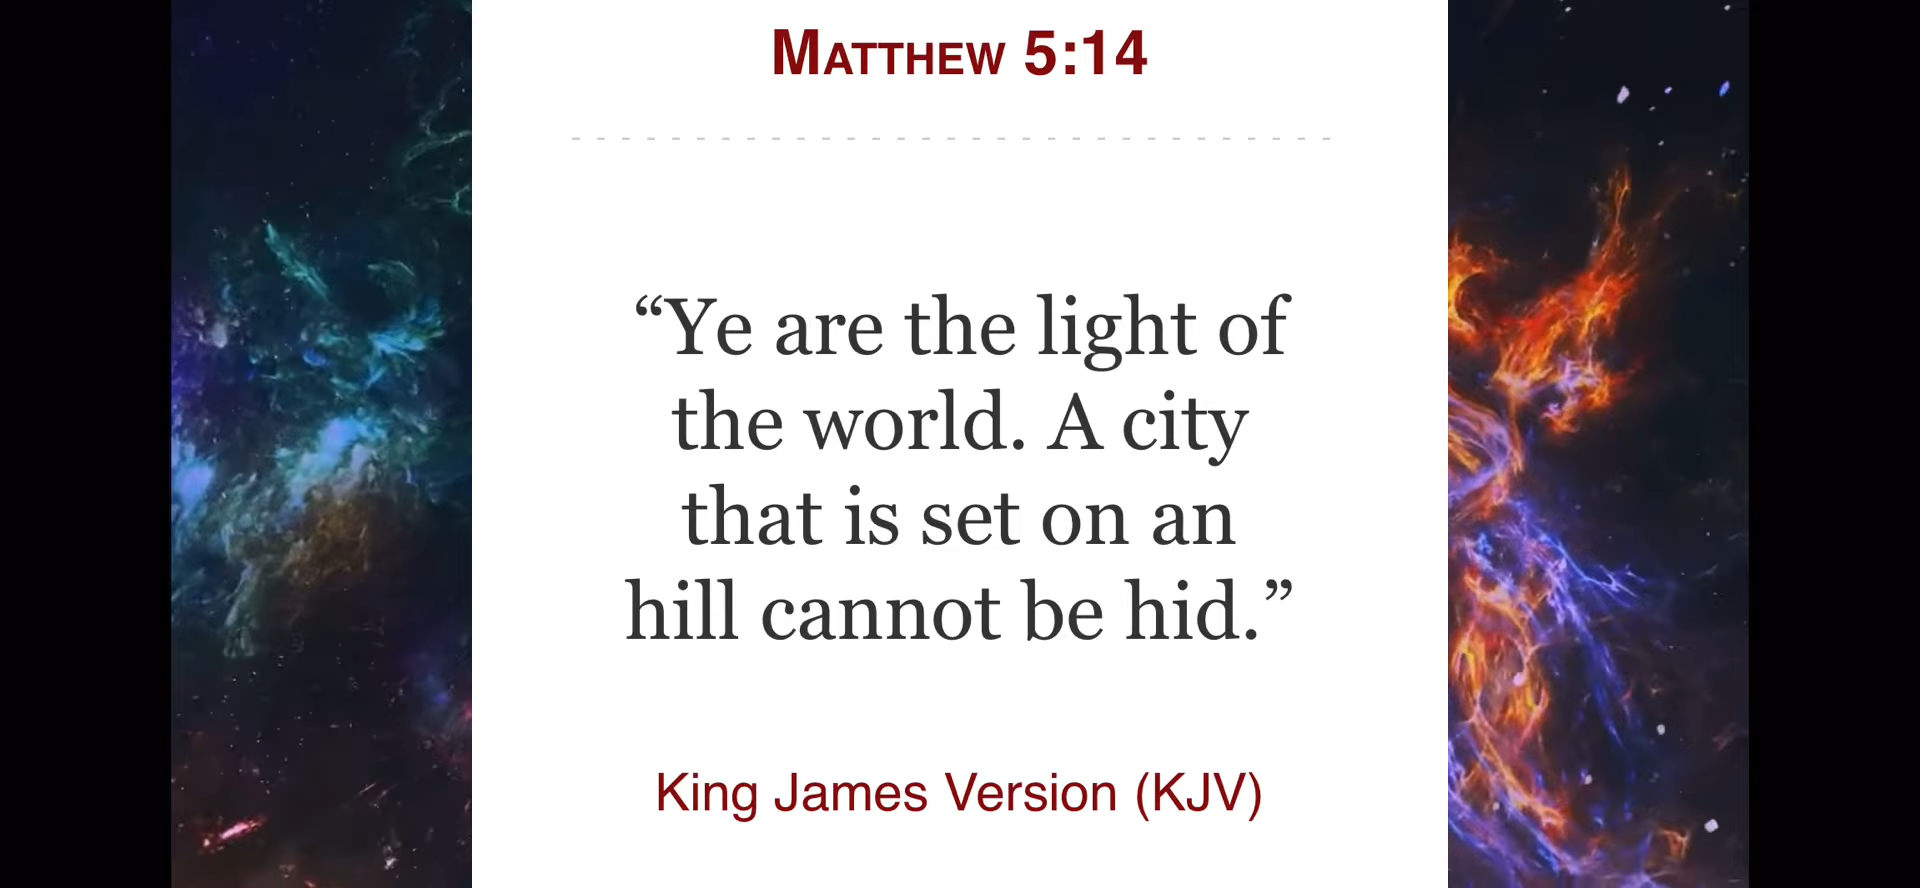 Matthew 5:14
“Ye are the light of
the world. A city
that is set on an
hill cannot be hid.”
King James Version (KJV)